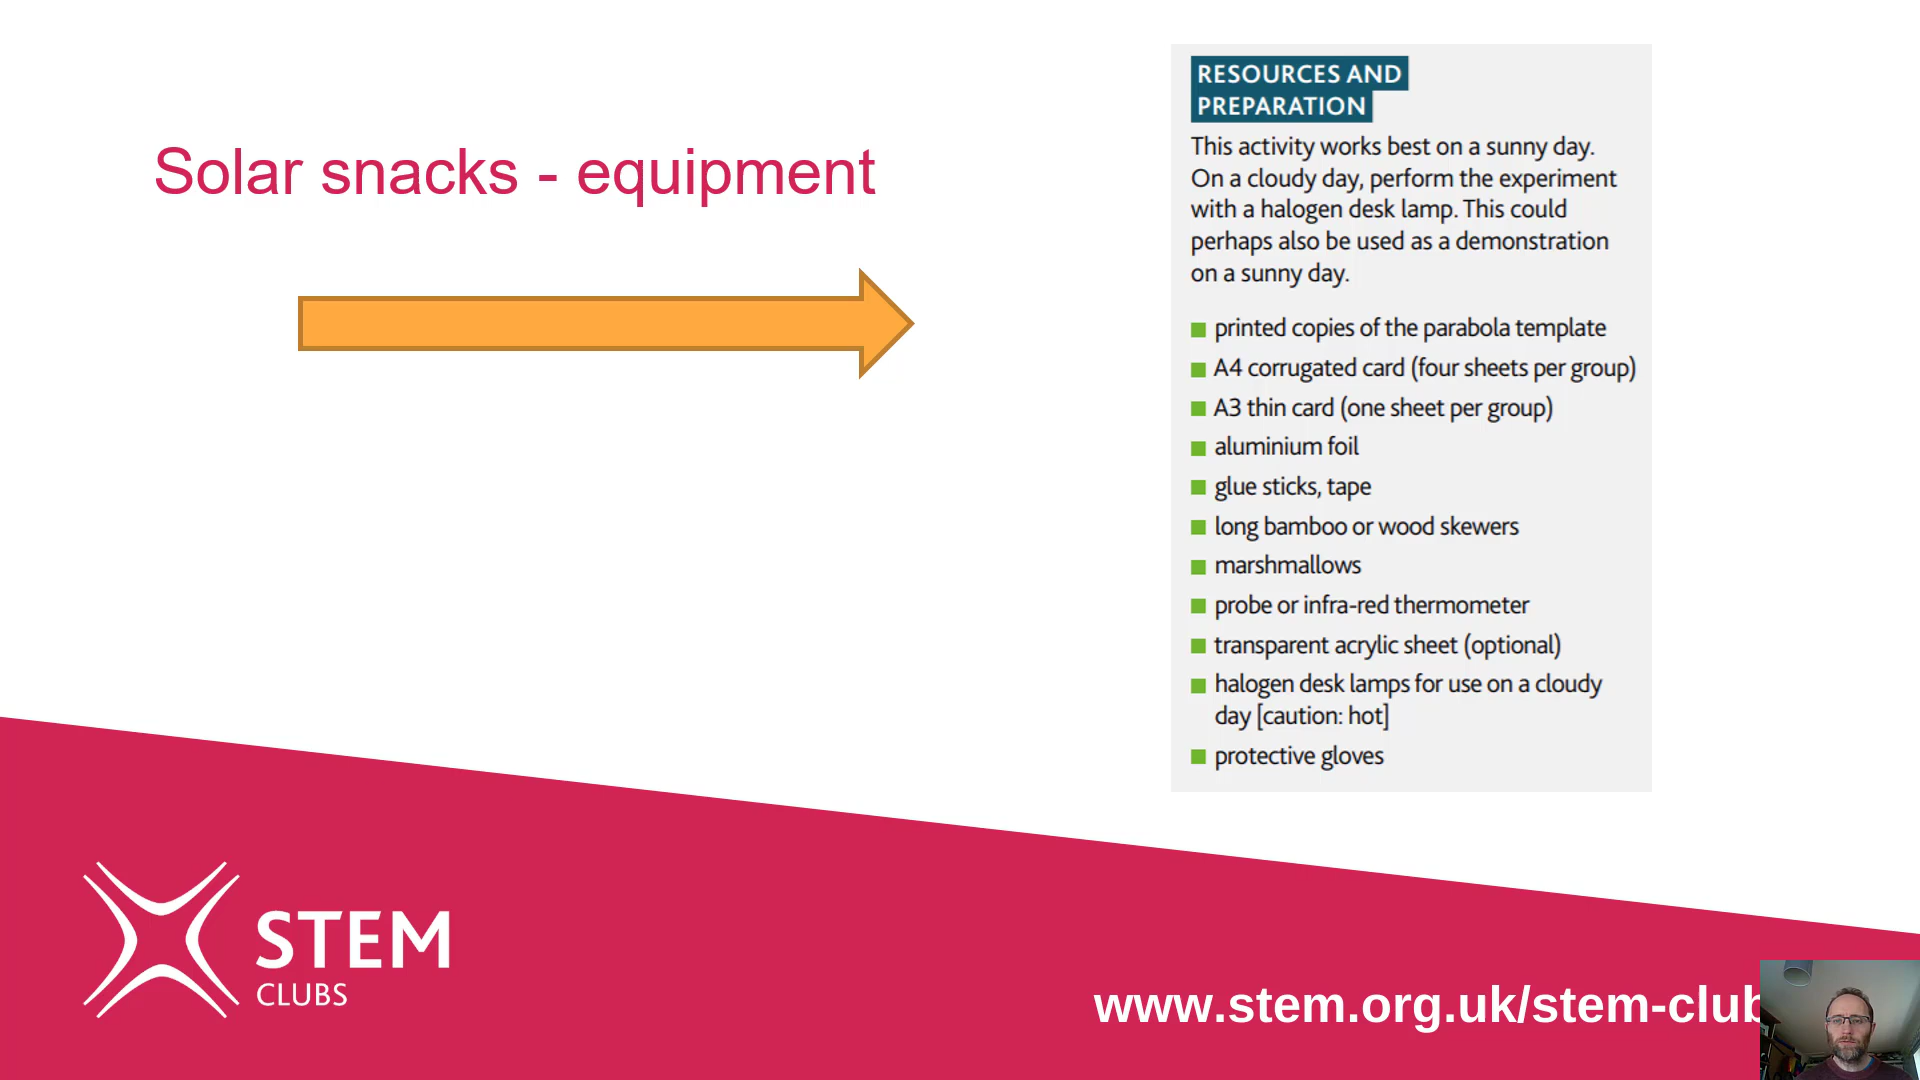 Solar snacks - equipment
RESOURCES AND
PREPARATION
This activity works best on a sunny day.
On a cloudy day, perform the experiment
with a halogen desk lamp. This could
perhaps also be used as a demonstration
on a sunny day.
printed copies of the parabola template
A4 corrugated card (four sheets per group)
A3 thin card (one sheet per group)
aluminium foil
glue sticks, tape
long bamboo or wood skewers
marshmallows
probe or infra-red thermometer
transparent acrylic sheet (optional)
halogen desk lamps for use on a cloudy
day [caution: hot]
protective gloves
STEM
CLUBS
www.stem.org.uk/stem-club